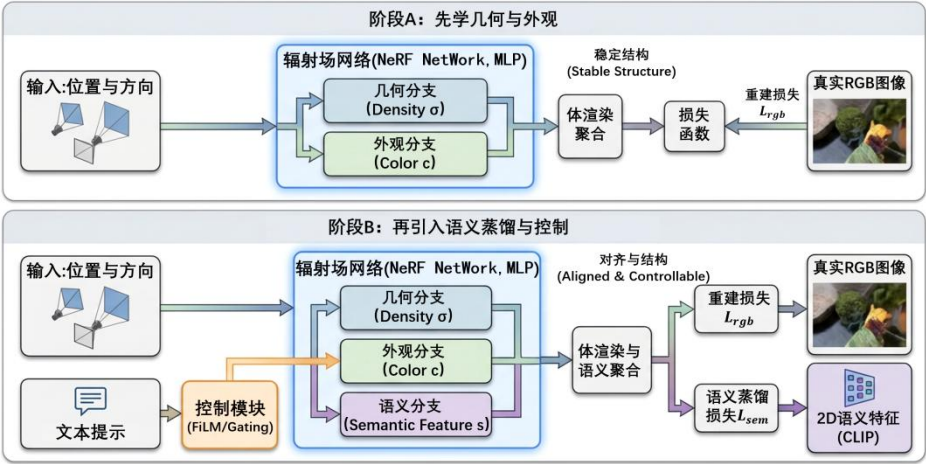 阶段A：先学几何与外观
输入:位置与方向
辐射场网络(NeRF NetWork,MLP)
几何分支
(Density σ)
外观分支
(Color c)
体渲染
聚合
稳定结构
(Stable Structure)
损失
函数
重建损失
L_rgb
真实RGB图像
阶段B：再引入语义蒸馏与控制
输入:位置与方向
文本提示
控制模块
(FiLM/Gating)
辐射场网络(NeRF NetWork,MLP)
几何分支
(Density σ)
外观分支
(Color c)
语义分支
(Semantic Feature s)
体渲染与
语义聚合
对齐与结构
(Aligned & Controllable)
重建损失
L_rgb
语义蒸馏
损失L_sem
真实RGB图像
2D语义特征
(CLIP)